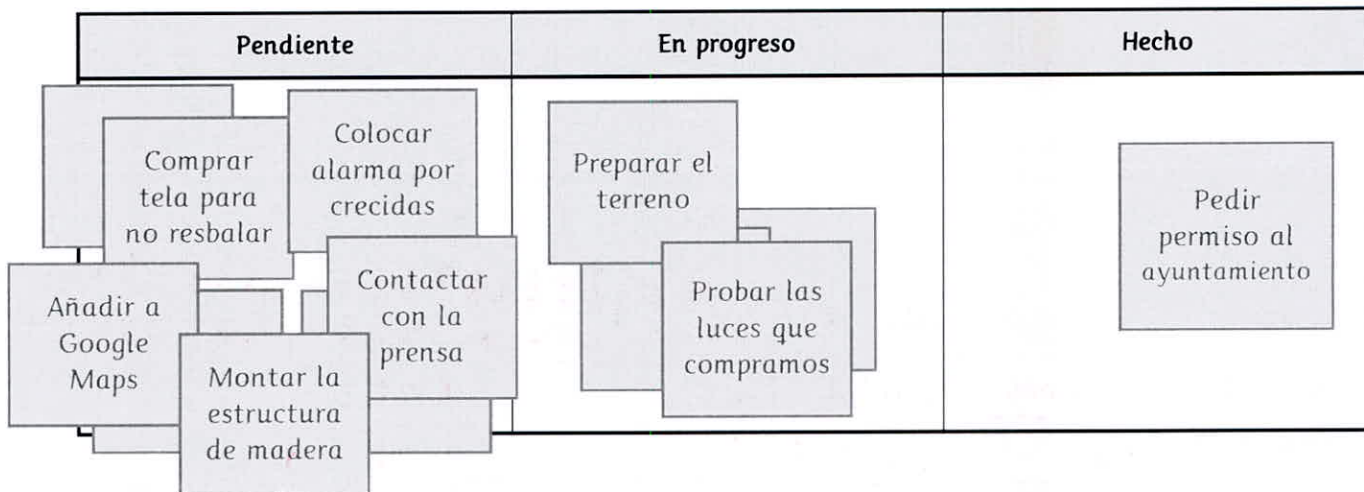 Pendiente
En progreso
Hecho
Comprar
tela para
no resbalar
Colocar
alarma por
crecidas
Añadir a
Google
Maps
Contactar
con la
prensa
Montar la
estructura
de madera
Preparar el
terreno
Probar las
luces que
compramos
Pedir
permiso al
ayuntamiento